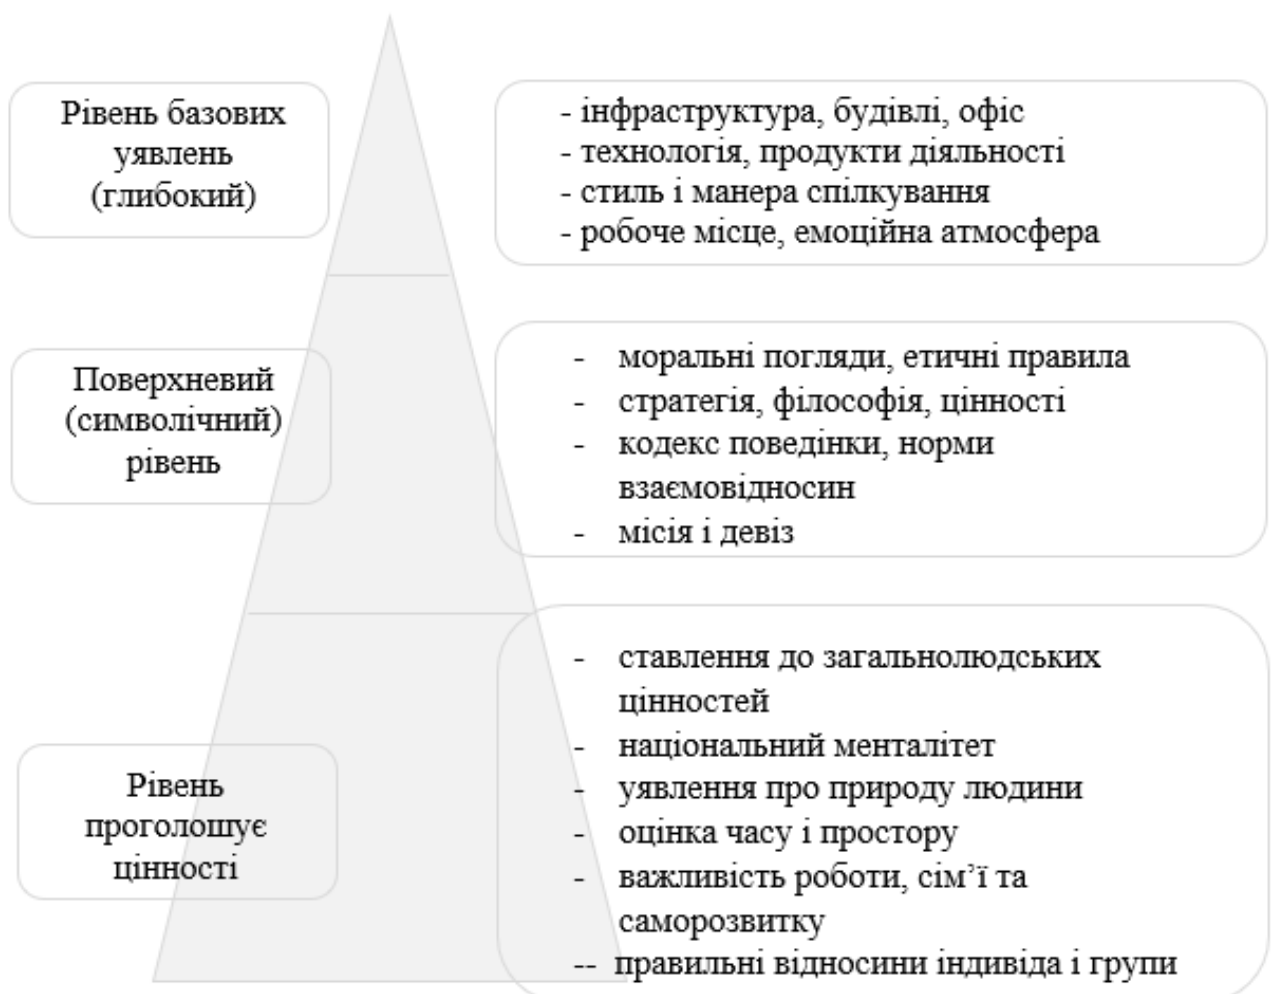 Рівень базових
уявлень
(глибокий)
- інфраструктура, будівлі, офіс
- технологія, продукти діяльності
- стиль і манера спілкування
- робоче місце, емоційна атмосфера
Поверхневий
(символічний)
рівень
- моральні погляди, етичні правила
- стратегія, філософія, цінності
- кодекс поведінки, норми
взаємовідносин
- місія і девіз
Рівень
проголошує
цінності
- ставлення до загальнолюдських
цінностей
- національний менталітет
- уявлення про природу людини
- оцінка часу і простору
- важливість роботи, сім’ї та
саморозвитку
-- правильні відносини індивіда і групи